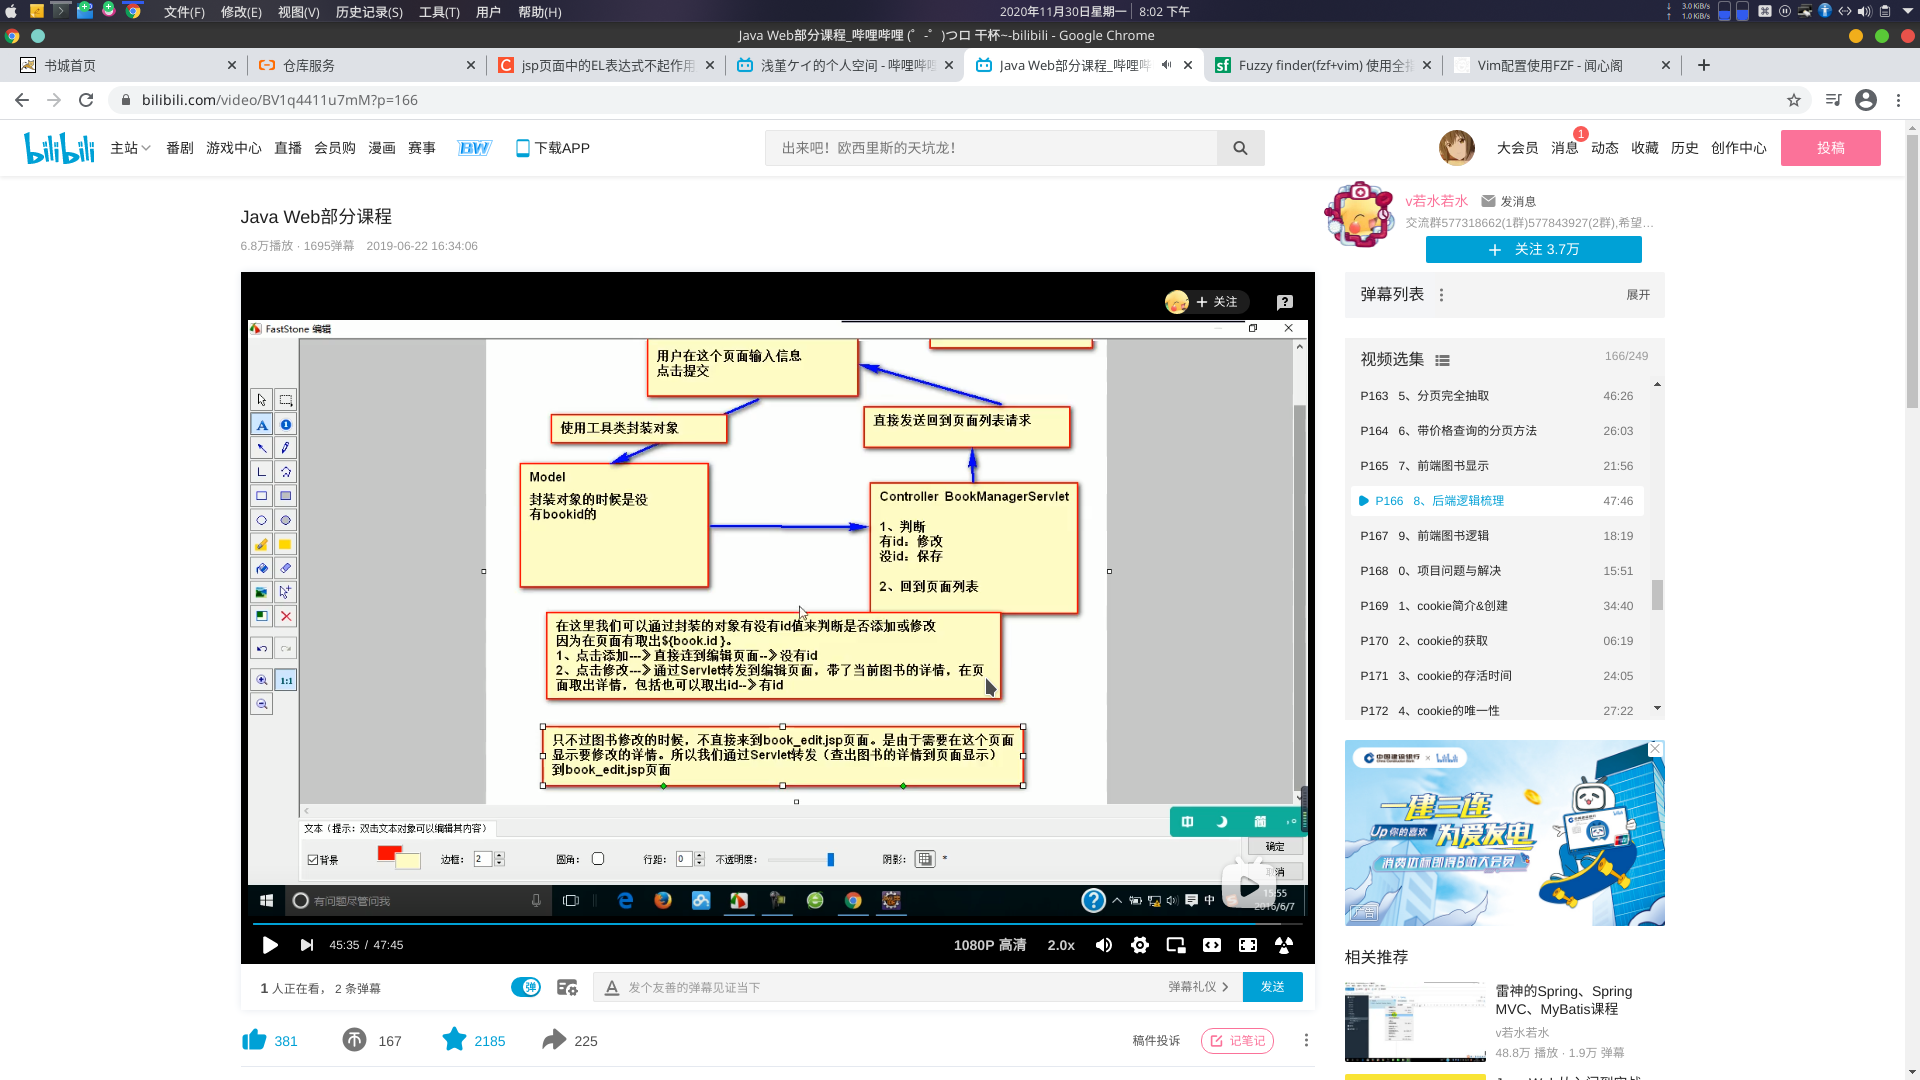 文件(F) 修改(E) 视图(V) 历史记录(S) 工具(T) 用户 帮助(H)
2020年11月30日星期一 8:02 下午
3.0 KiB/s
1.0 KiB/s
Java Web部分课程_哔哩哔哩 (゜-゜)つロ 干杯~-bilibili - Google Chrome
书城首页
仓库服务
jsp页面中的EL表达式不起作用
浅堇ケイ的个人空间 - 哔哩哔哩
Java Web部分课程_哔哩哔
Fuzzy finder(fzf+vim) 使用全指
Vim配置使用FZF - 闻心阁
bilibili.com/video/BV1q4411u7mM?p=166
bilibili
主站 番剧 游戏中心 直播 会员购 漫画 赛事 BW 下载APP
出来吧！欧西里斯的天坑龙！
大会员 消息 1 动态 收藏 历史 创作中心 投稿
Java Web部分课程
6.8万播放 · 1695弹幕 2019-06-22 16:34:06
v若水若水 发消息
交流群577318662(1群)577843927(2群),希望...
+ 关注 3.7万
+ 关注
FastStone 编辑
用户在这个页面输入信息
点击提交
使用工具类封装对象
直接发送回到页面列表请求
Model
封装对象的时候是没
有bookid的
Controller BookManagerServlet
1、判断
有id：修改
没id：保存
2、回到页面列表
在这里我们可以通过封装的对象有没有id值来判断是否添加或修改
因为在页面有取出${book.id }。
1、点击添加---》直接连到编辑页面--》没有id
2、点击修改---》通过Servlet转发到编辑页面，带了当前图书的详情，在页
面取出详情，包括也可以取出id--》有id
只不过图书修改的时候，不直接来到book_edit.jsp页面。是由于需要在这个页面
显示要修改的详情。所以我们通过Servlet转发（查出图书的详情到页面显示）
到book_edit.jsp页面
A
1:1
文本（提示：双击文本对象可以编辑其内容）
背景 边框： 2 圆角： 行距： 0 不透明度： 阴影：
中 简
确定
取消
有问题尽管问我
中
15:55
2016/6/7
45:35 / 47:45
1080P 高清 2.0x
1 人正在看， 2 条弹幕
弹
A 发个友善的弹幕见证当下
弹幕礼仪
发送
381
167
2185
225
稿件投诉
记笔记
弹幕列表
展开
视频选集
166/249
P163 5、分页完全抽取 46:26
P164 6、带价格查询的分页方法 26:03
P165 7、前端图书显示 21:56
P166 8、后端逻辑梳理 47:46
P167 9、前端图书逻辑 18:19
P168 0、项目问题与解决 15:51
P169 1、cookie简介&创建 34:40
P170 2、cookie的获取 06:19
P171 3、cookie的存活时间 24:05
P172 4、cookie的唯一性 27:22
中国建设银行 × bilibili
一建三连
Up你的喜欢 为爱发电
消费达标即得B站大会员
广告
相关推荐
雷神的Spring、Spring
MVC、MyBatis课程
v若水若水
48.8万 播放 · 1.9万 弹幕